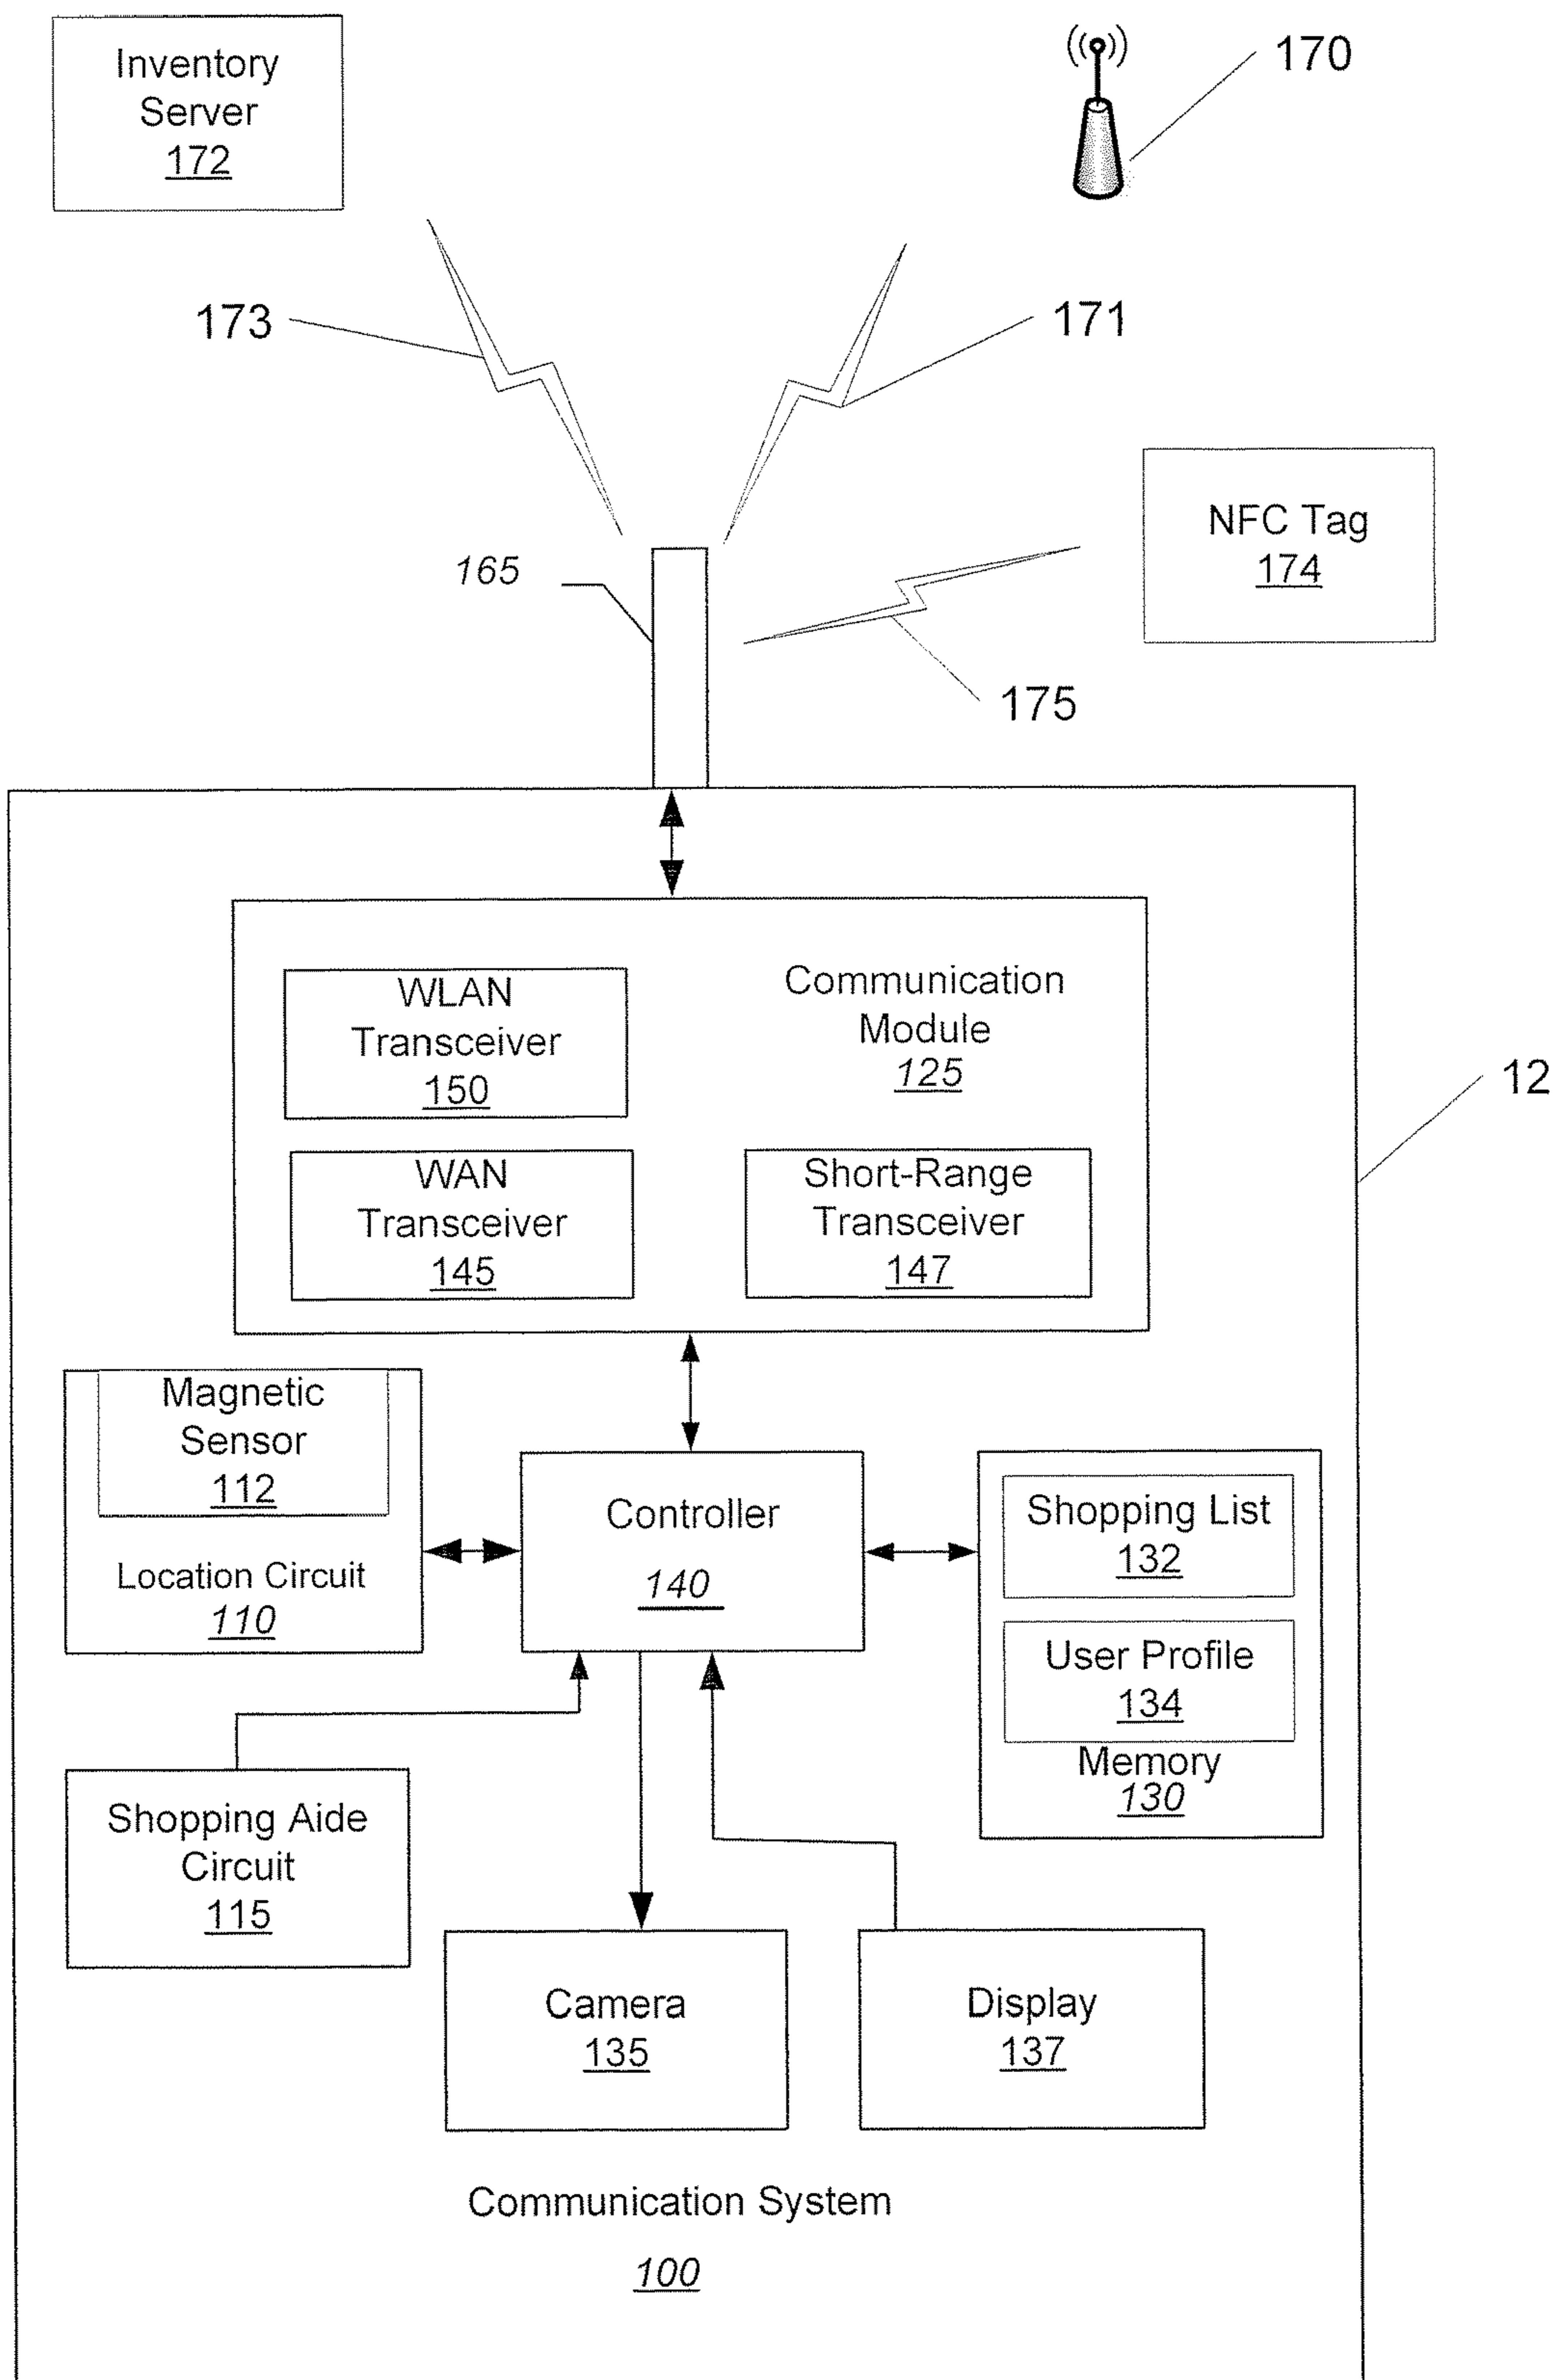 Inventory
Server
172
170
173
171
NFC Tag
174
165
175
Communication
Module
125
WLAN
Transceiver
150
12
WAN
Transceiver
145
Short-Range
Transceiver
147
Magnetic
Sensor
112
Location Circuit
110
Controller
140
Shopping List
132
User Profile
134
Memory
130
Shopping Aide
Circuit
115
Camera
135
Display
137
Communication System
100